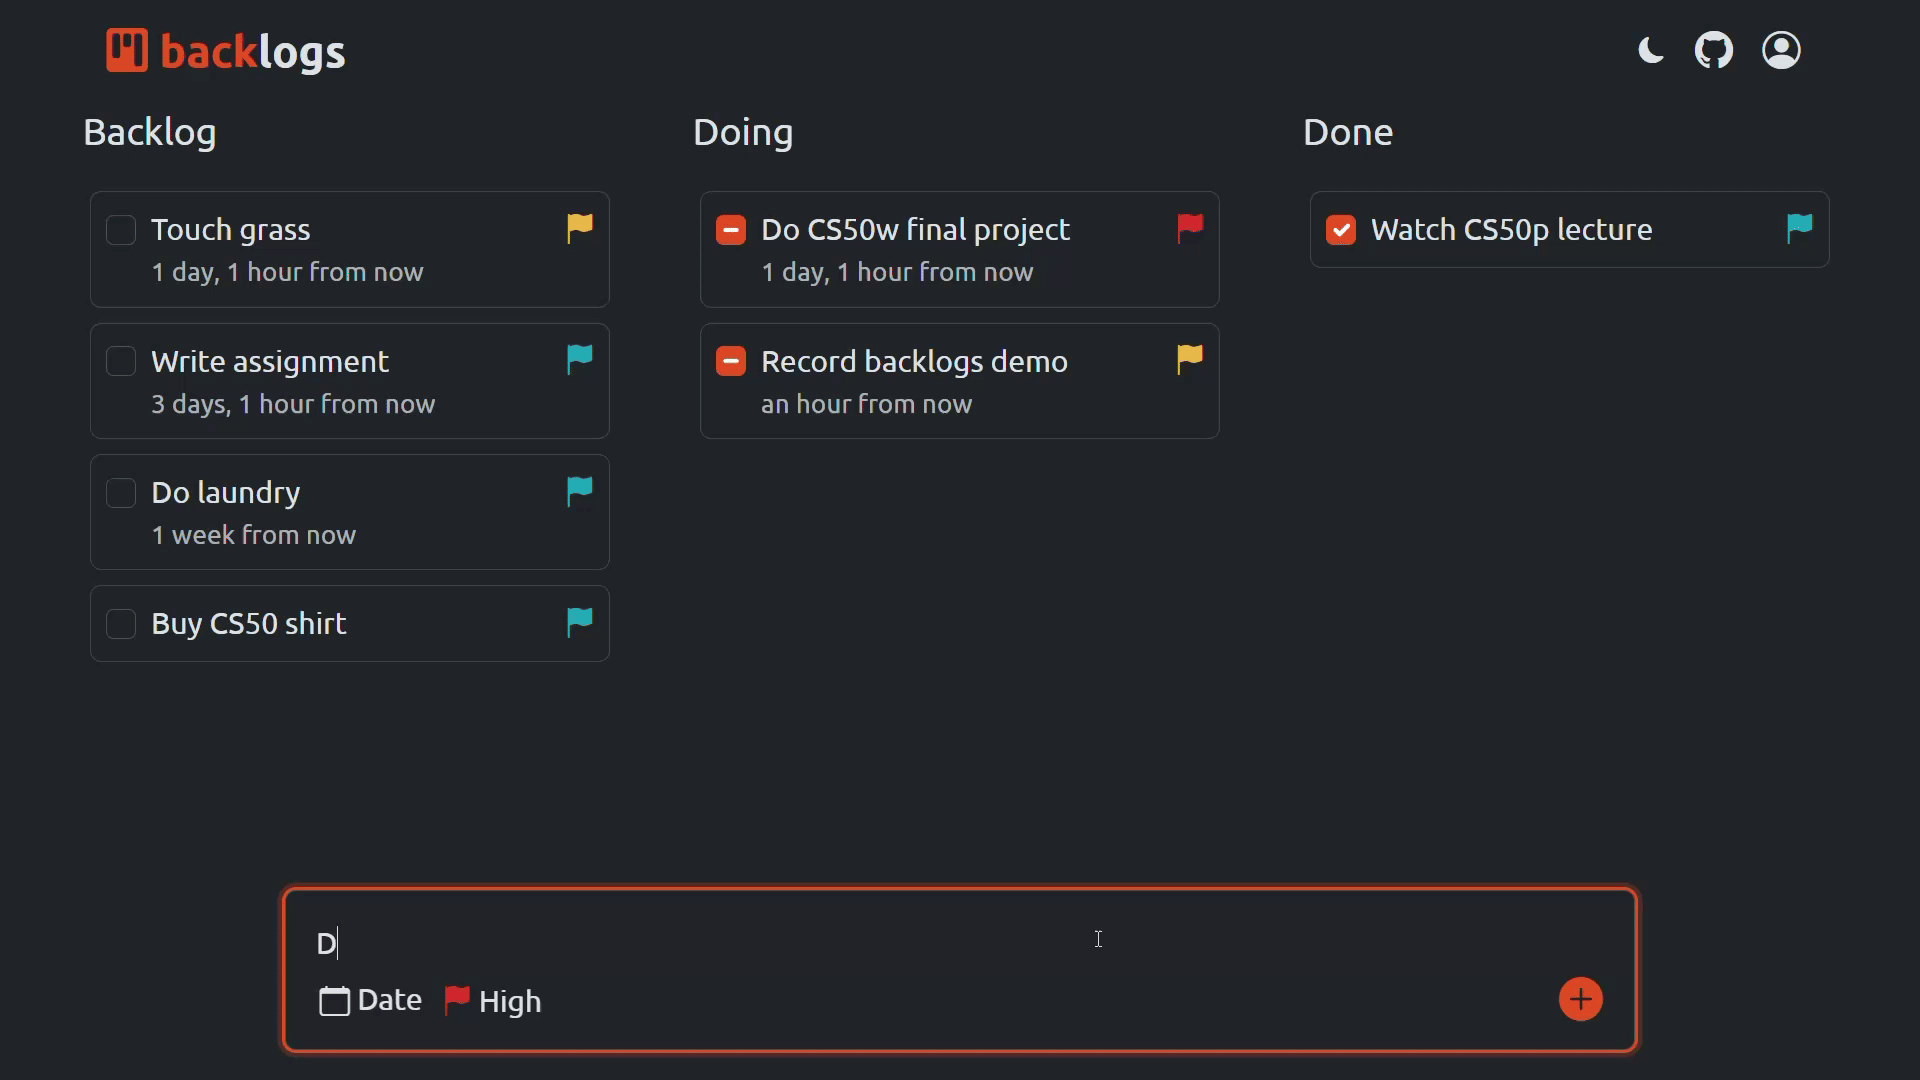 backlogs
Backlog
Touch grass
1 day, 1 hour from now
Write assignment
3 days, 1 hour from now
Do laundry
1 week from now
Buy CS50 shirt
Doing
Do CS50w final project
1 day, 1 hour from now
Record backlogs demo
an hour from now
Done
Watch CS50p lecture
D
Date High